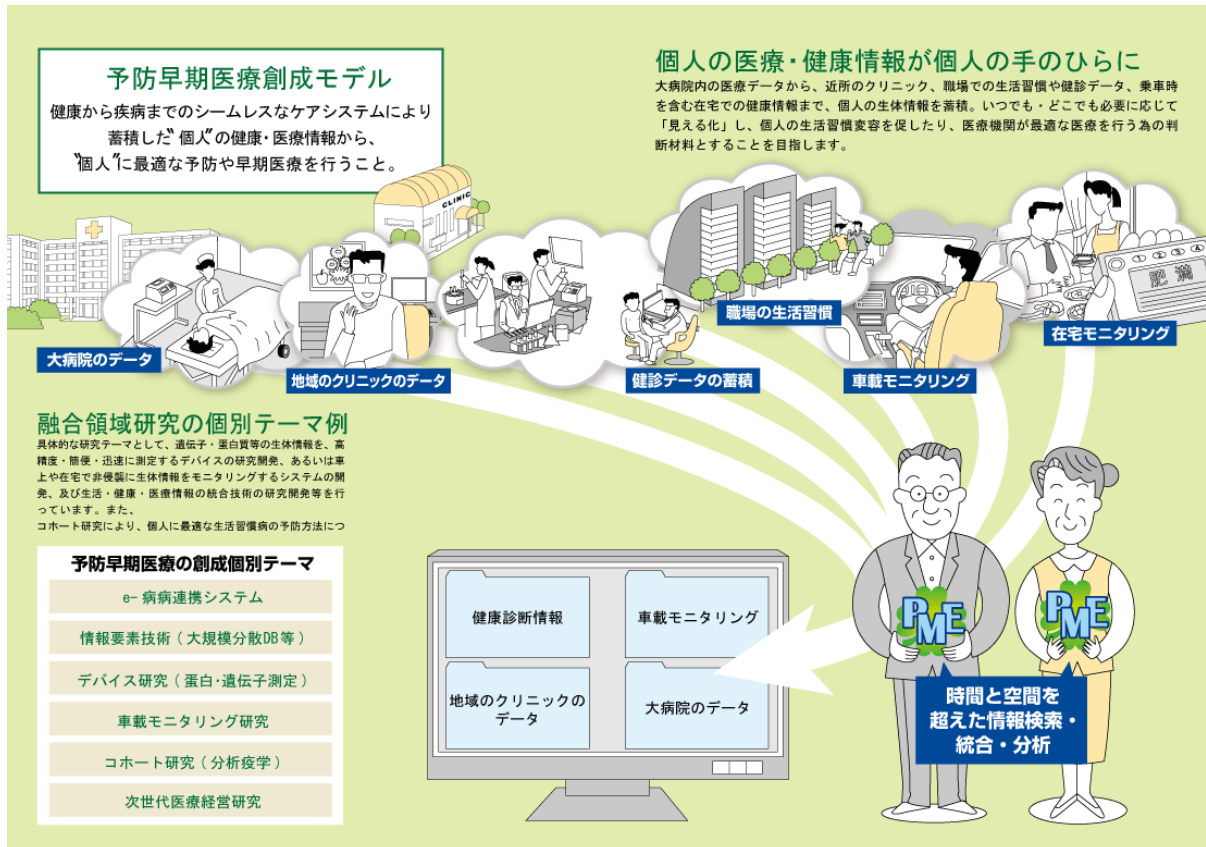 予防早期医療創成モデル
健康から疾病までのシームレスなケアシステムにより
蓄積した〝個人〞の健康・医療情報から、
〝個人〞に最適な予防や早期医療を行うこと。
個人の医療・健康情報が個人の手のひらに
大病院内の医療データから、近所のクリニック、職場での生活習慣や健診データ、乗車時
を含む在宅での健康情報まで、個人の生体情報を蓄積。いつでも・どこでも必要に応じて
「見える化」し、個人の生活習慣変容を促したり、医療機関が最適な医療を行う為の判
断材料とすることを目指します。
CLINIC
肥満
1 2 3 4
大病院のデータ
地域のクリニックのデータ
健診データの蓄積
職場の生活習慣
車載モニタリング
在宅モニタリング
融合領域研究の個別テーマ例
具体的な研究テーマとして、遺伝子・蛋白質等の生体情報を、高
精度・簡便・迅速に測定するデバイスの研究開発、あるいは車
上や在宅で非侵襲に生体情報をモニタリングするシステムの開
発、及び生活・健康・医療情報の統合技術の研究開発等を行
っています。また、
コホート研究により、個人に最適な生活習慣病の予防方法につ
予防早期医療の創成個別テーマ
e-病病連携システム
情報要素技術（大規模分散DB等）
デバイス研究（蛋白・遺伝子測定）
車載モニタリング研究
コホート研究（分析疫学）
次世代医療経営研究
健康診断情報
車載モニタリング
地域のクリニックの
データ
大病院のデータ
PME
PME
時間と空間を
超えた情報検索・
統合・分析